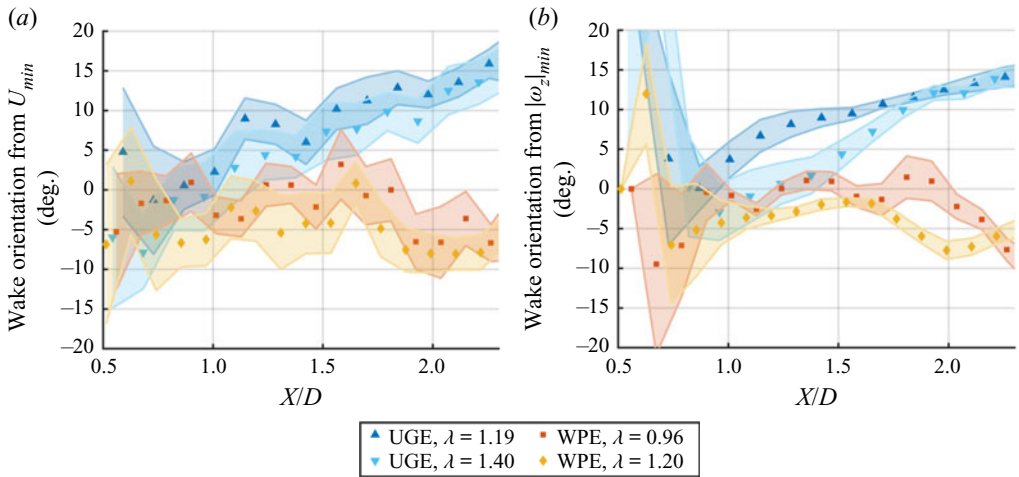 (a)
(b)
Wake orientation from U_min
(deg.)
20
15
10
5
0
–5
–10
–15
–20
0.5 1.0 1.5 2.0
X/D
Wake orientation from |ω_z|_min
(deg.)
20
15
10
5
0
–5
–10
–15
–20
0.5 1.0 1.5 2.0
X/D
UGE, λ = 1.19 WPE, λ = 0.96
UGE, λ = 1.40 WPE, λ = 1.20